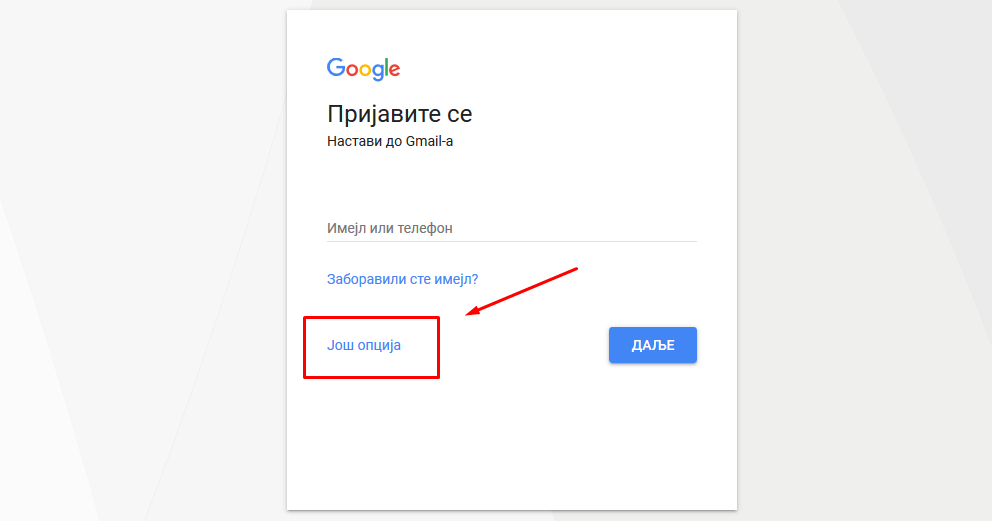 Google
Пријавите се
Настави до Gmail-а
Имејл или телефон
Заборавили сте имејл?
Још опција
ДАЉЕ